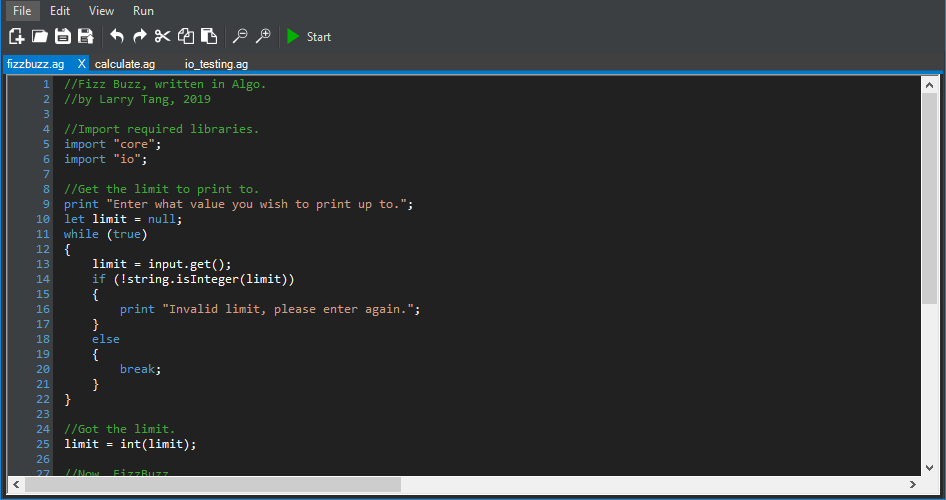 File Edit View Run
Start
fizzbuzz.ag X calculate.ag io_testing.ag
1 //Fizz Buzz, written in Algo.
2 //by Larry Tang, 2019
3
4 //Import required libraries.
5 import "core";
6 import "io";
7
8 //Get the limit to print to.
9 print "Enter what value you wish to print up to.";
10 let limit = null;
11 while (true)
12 {
13 limit = input.get();
14 if (!string.isInteger(limit))
15 {
16 print "Invalid limit, please enter again.";
17 }
18 else
19 {
20 break;
21 }
22 }
23
24 //Got the limit.
25 limit = int(limit);
26
27 //Now, FizzBuzz